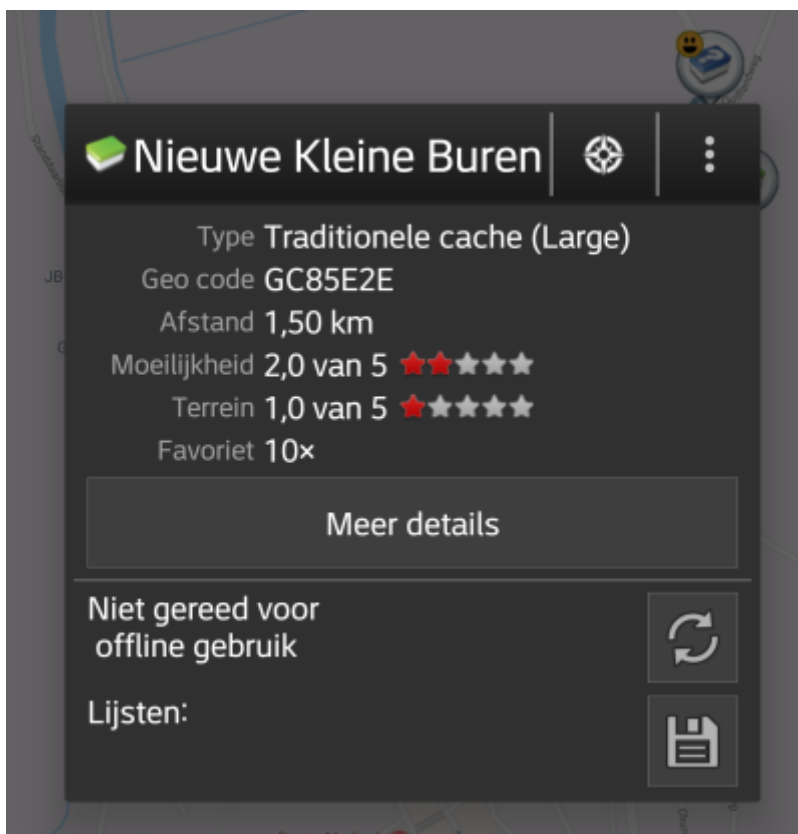 Nieuwe Kleine Buren
Type Traditionele cache (Large)
Geo code GC85E2E
Afstand 1,50 km
JB-
Moeilijkheid 2,0 van 5
Terrein 1,0 van 5
Favoriet 10×
Meer details
Niet gereed voor
offline gebruik
Lijsten: